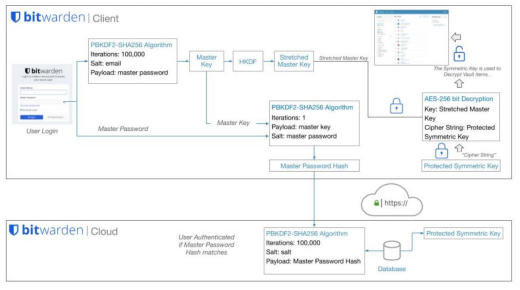 bitwarden | Client
PBKDF2-SHA256 Algorithm
Iterations: 100,000
Salt: email
Payload: master password
Master
Key
HKDF
Stretched
Master Key
Stretched Master Key
The Symmetric Key is used to
Decrypt Vault Items...
bitwarden
User Login
Master Password
Master Key
PBKDF2-SHA256 Algorithm
Iterations: 1
Payload: master key
Salt: master password
AES-256 bit Decryption
Key: Stretched Master
Key
Cipher String: Protected
Symmetric Key
"Cipher String"
Master Password Hash
Protected Symmetric Key
https://
bitwarden | Cloud
User Authenticated
if Master Password
Hash matches
PBKDF2-SHA256 Algorithm
Iterations: 100,000
Salt: salt
Payload: Master Password Hash
Database
Protected Symmetric Key